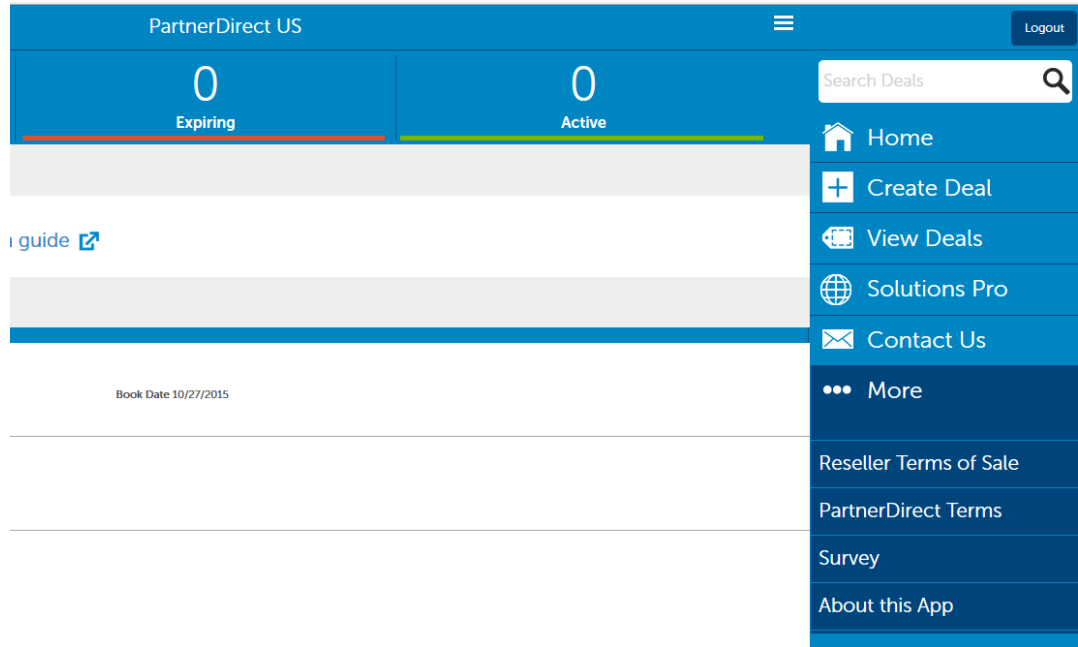 PartnerDirect US
Logout
0
Expiring
0
Active
guide
Book Date 10/27/2015
Search Deals
Home
Create Deal
View Deals
Solutions Pro
Contact Us
More
Reseller Terms of Sale
PartnerDirect Terms
Survey
About this App